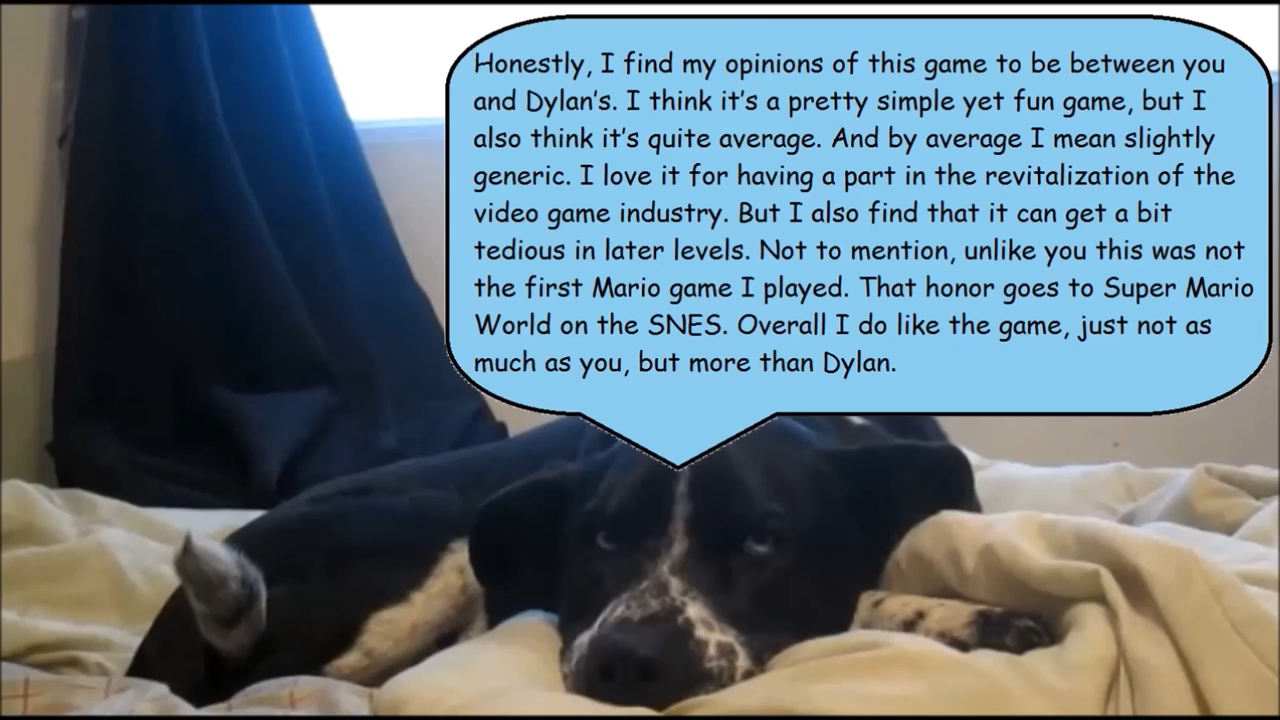 Honestly, I find my opinions of this game to be between you
and Dylan's. I think it's a pretty simple yet fun game, but I
also think it's quite average. And by average I mean slightly
generic. I love it for having a part in the revitalization of the
video game industry. But I also find that it can get a bit
tedious in later levels. Not to mention, unlike you this was not
the first Mario game I played. That honor goes to Super Mario
World on the SNES. Overall I do like the game, just not as
much as you, but more than Dylan.